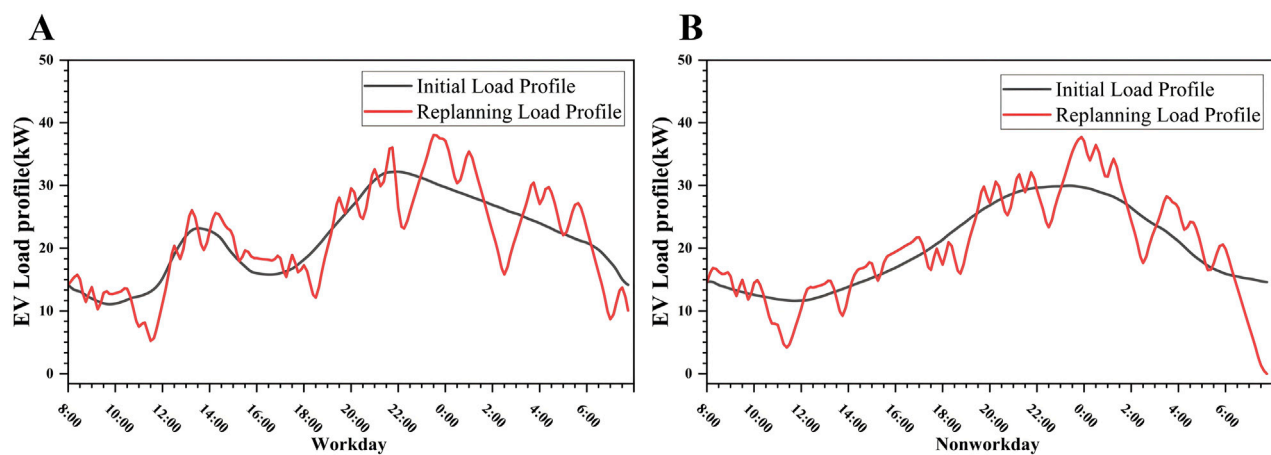 A
50
40
30
20
10
0
EV Load profile(kW)
Initial Load Profile
Replanning Load Profile
8:00 10:00 12:00 14:00 16:00 18:00 20:00 22:00 0:00 2:00 4:00 6:00
Workday
B
50
40
30
20
10
0
EV Load profile(kW)
Initial Load Profile
Replanning Load Profile
8:00 10:00 12:00 14:00 16:00 18:00 20:00 22:00 0:00 2:00 4:00 6:00
Nonworkday